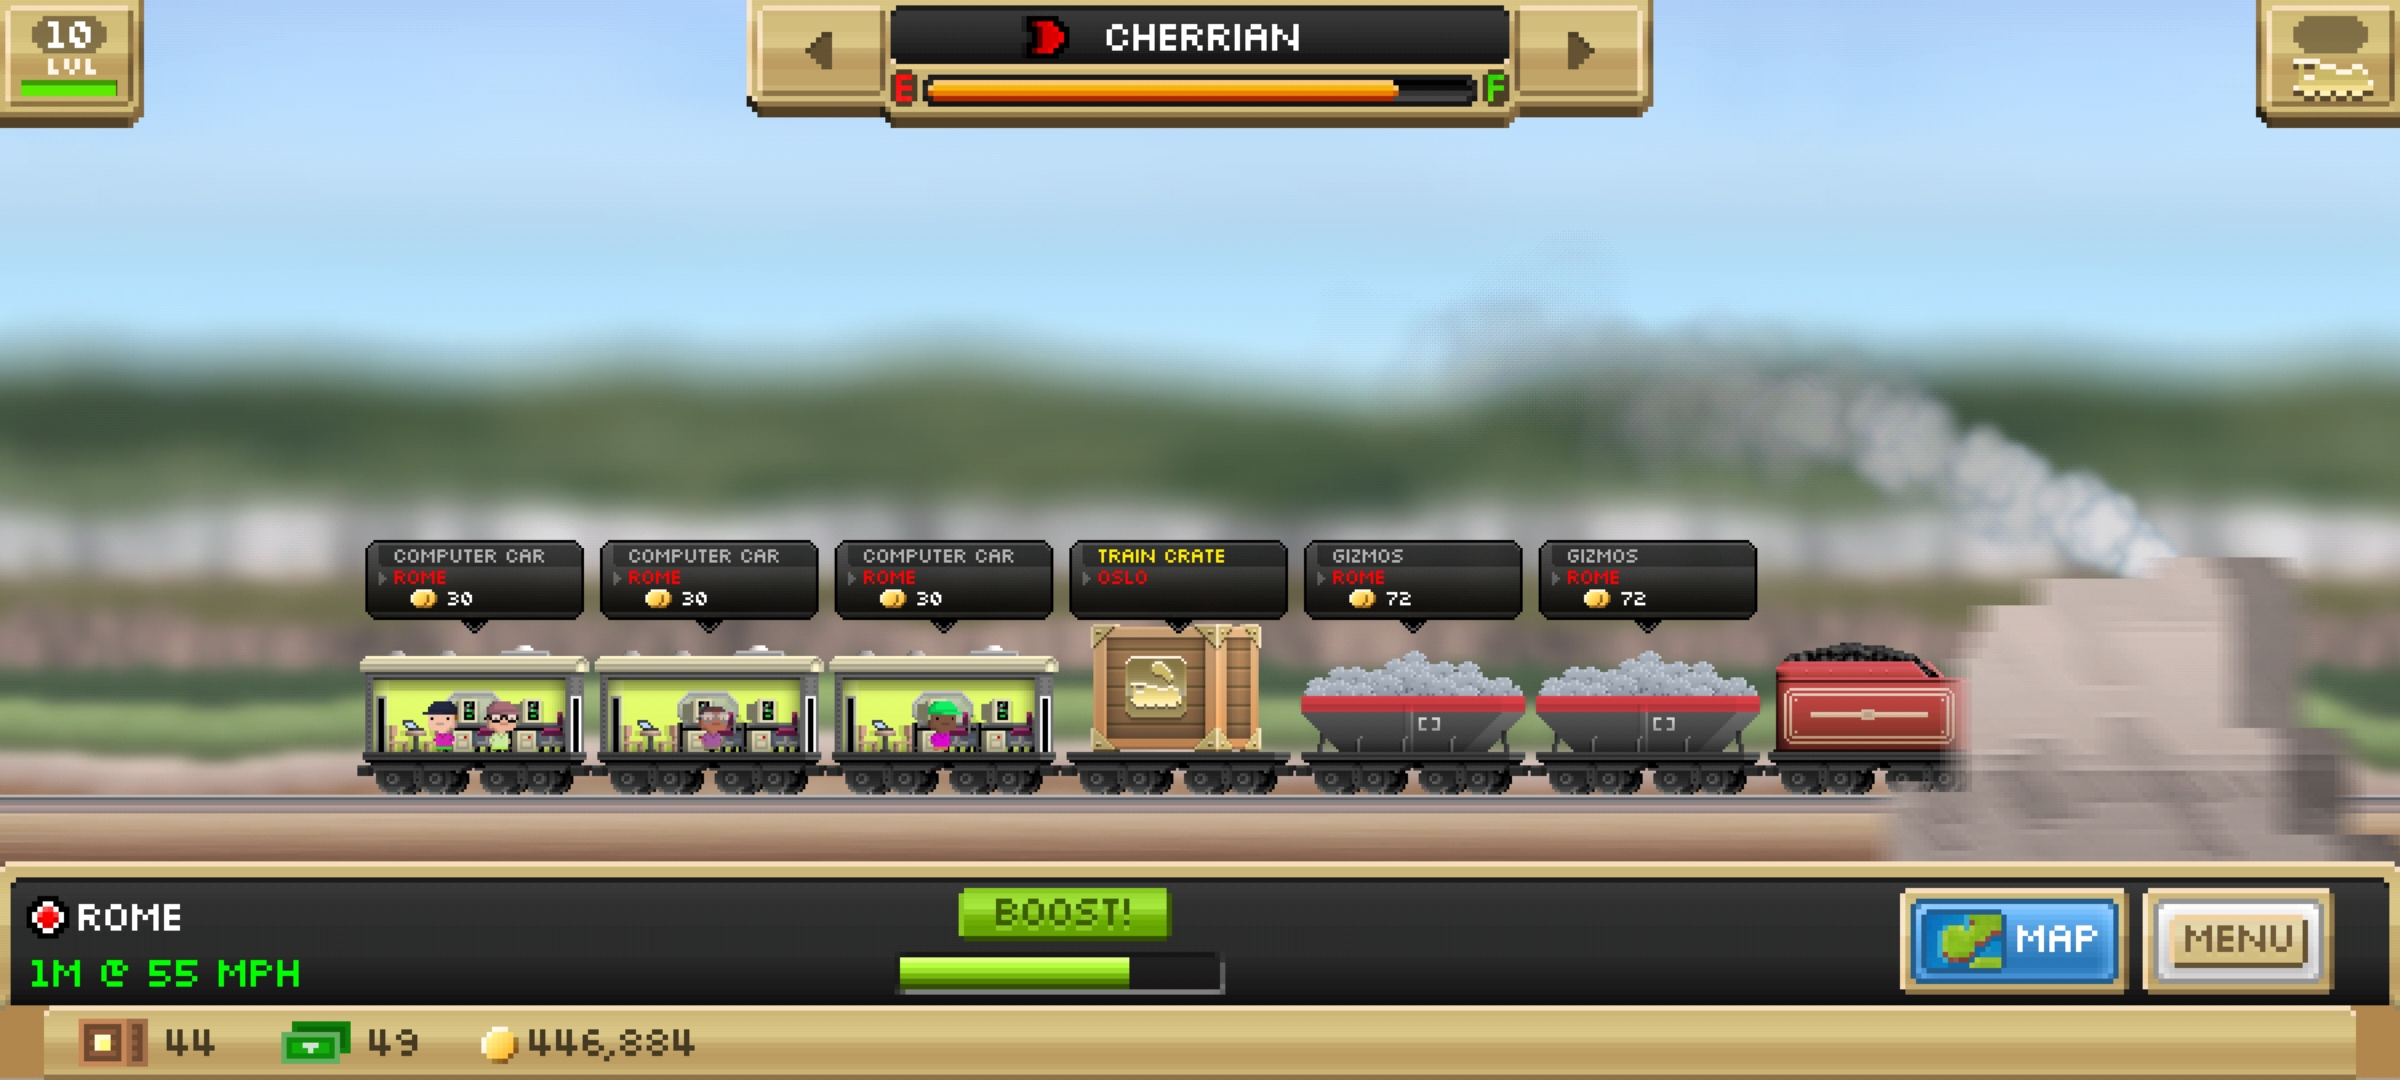 10
LVL
CHERRIAN
E F
COMPUTER CAR
ROME
30
COMPUTER CAR
ROME
30
COMPUTER CAR
ROME
30
TRAIN CRATE
OSLO
GIZMOS
ROME
72
GIZMOS
ROME
72
ROME
1M @ 55 MPH
BOOST!
MAP
MENU
44
49
446,884